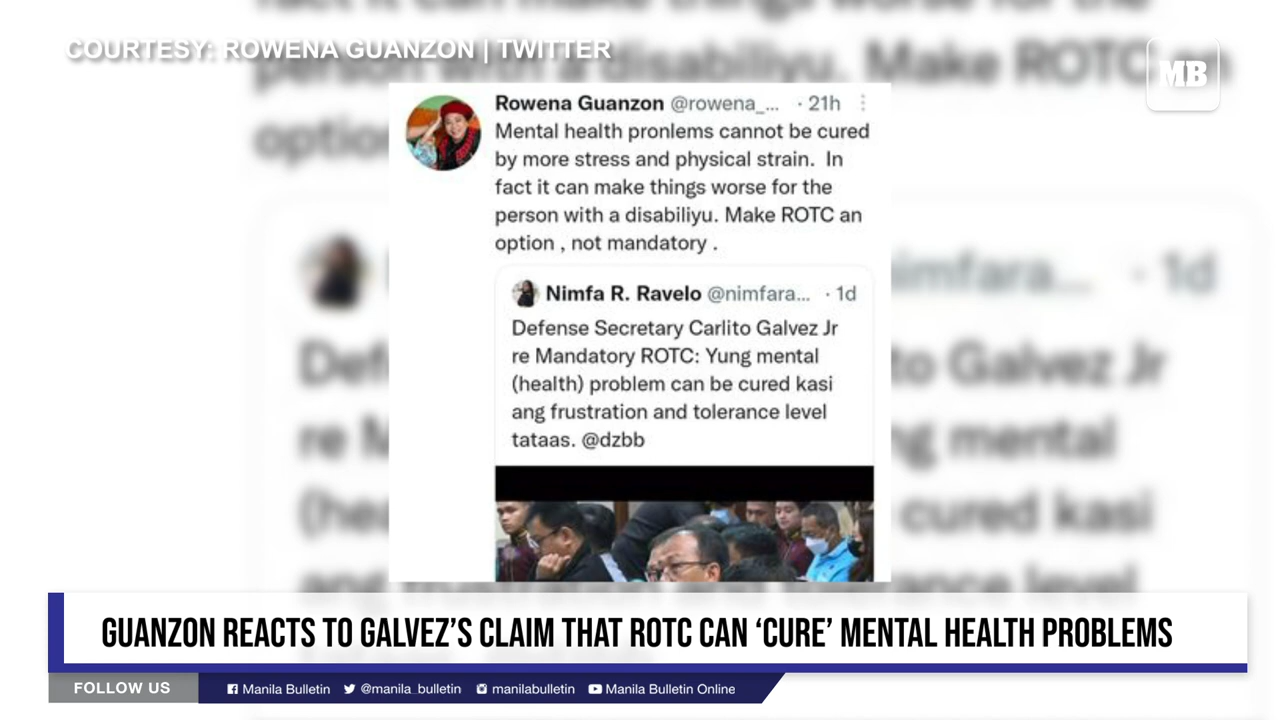 COURTESY: ROWENA GUANZON | TWITTER
MB
Rowena Guanzon @rowena_... · 21h
Mental health pronlems cannot be cured
by more stress and physical strain. In
fact it can make things worse for the
person with a disabiliyu. Make ROTC an
option , not mandatory .
Nimfa R. Ravelo @nimfara... · 1d
Defense Secretary Carlito Galvez Jr
re Mandatory ROTC: Yung mental
(health) problem can be cured kasi
ang frustration and tolerance level
tataas. @dzbb
GUANZON REACTS TO GALVEZ'S CLAIM THAT ROTC CAN ‘CURE’ MENTAL HEALTH PROBLEMS
FOLLOW US
Manila Bulletin @manila_bulletin manilabulletin Manila Bulletin Online